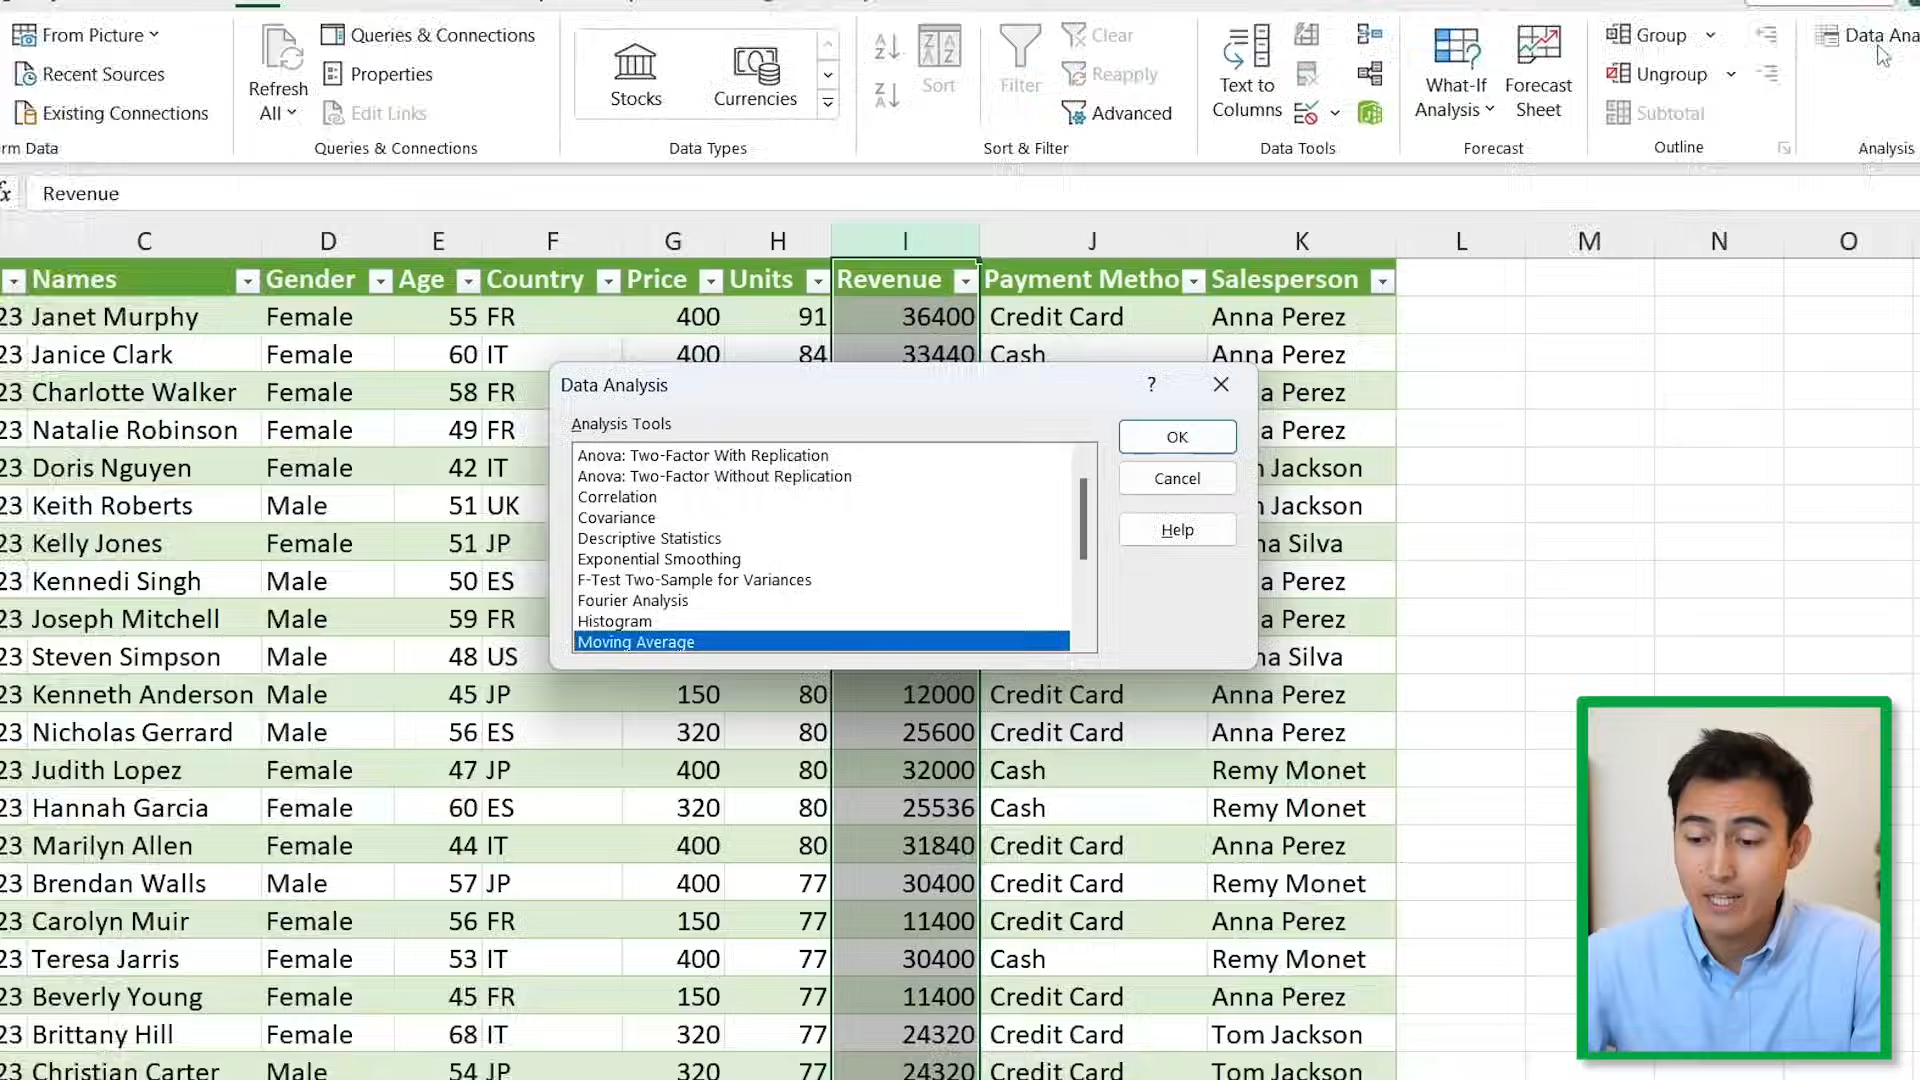 From Picture
Recent Sources
Existing Connections
rm Data
Refresh
All
Queries & Connections
Properties
Edit Links
Queries & Connections
Stocks
Currencies
Data Types
Sort
Filter
Clear
Reapply
Advanced
Sort & Filter
Text to
Columns
Data Tools
What-If
Analysis
Forecast
Sheet
Forecast
Group
Ungroup
Subtotal
Outline
Data Ana
Analysis
fx Revenue
C D E F G H I J K L M N O
Names Gender Age Country Price Units Revenue Payment Metho Salesperson
23 Janet Murphy Female 55 FR 400 91 36400 Credit Card Anna Perez
23 Janice Clark Female 60 IT 400 84 33440 Cash Anna Perez
23 Charlotte Walker Female 58 FR a Perez
23 Natalie Robinson Female 49 FR a Perez
23 Doris Nguyen Female 42 IT Jackson
23 Keith Roberts Male 51 UK Jackson
23 Kelly Jones Female 51 JP na Silva
23 Kennedi Singh Male 50 ES a Perez
23 Joseph Mitchell Male 59 FR a Perez
23 Steven Simpson Male 48 US na Silva
Data Analysis ?
Analysis Tools
Anova: Two-Factor With Replication
Anova: Two-Factor Without Replication
Correlation
Covariance
Descriptive Statistics
Exponential Smoothing
F-Test Two-Sample for Variances
Fourier Analysis
Histogram
Moving Average
OK
Cancel
Help
23 Kenneth Anderson Male 45 JP 150 80 12000 Credit Card Anna Perez
23 Nicholas Gerrard Male 56 ES 320 80 25600 Credit Card Anna Perez
23 Judith Lopez Female 47 JP 400 80 32000 Cash Remy Monet
23 Hannah Garcia Female 60 ES 320 80 25536 Cash Remy Monet
23 Marilyn Allen Female 44 IT 400 80 31840 Credit Card Anna Perez
23 Brendan Walls Male 57 JP 400 77 30400 Credit Card Remy Monet
23 Carolyn Muir Female 56 FR 150 77 11400 Credit Card Anna Perez
23 Teresa Jarris Female 53 IT 400 77 30400 Cash Remy Monet
23 Beverly Young Female 45 FR 150 77 11400 Credit Card Anna Perez
23 Brittany Hill Female 68 IT 320 77 24320 Credit Card Tom Jackson
23 Christian Carter Male 54 JP 320 77 24320 Credit Card Tom Jackson